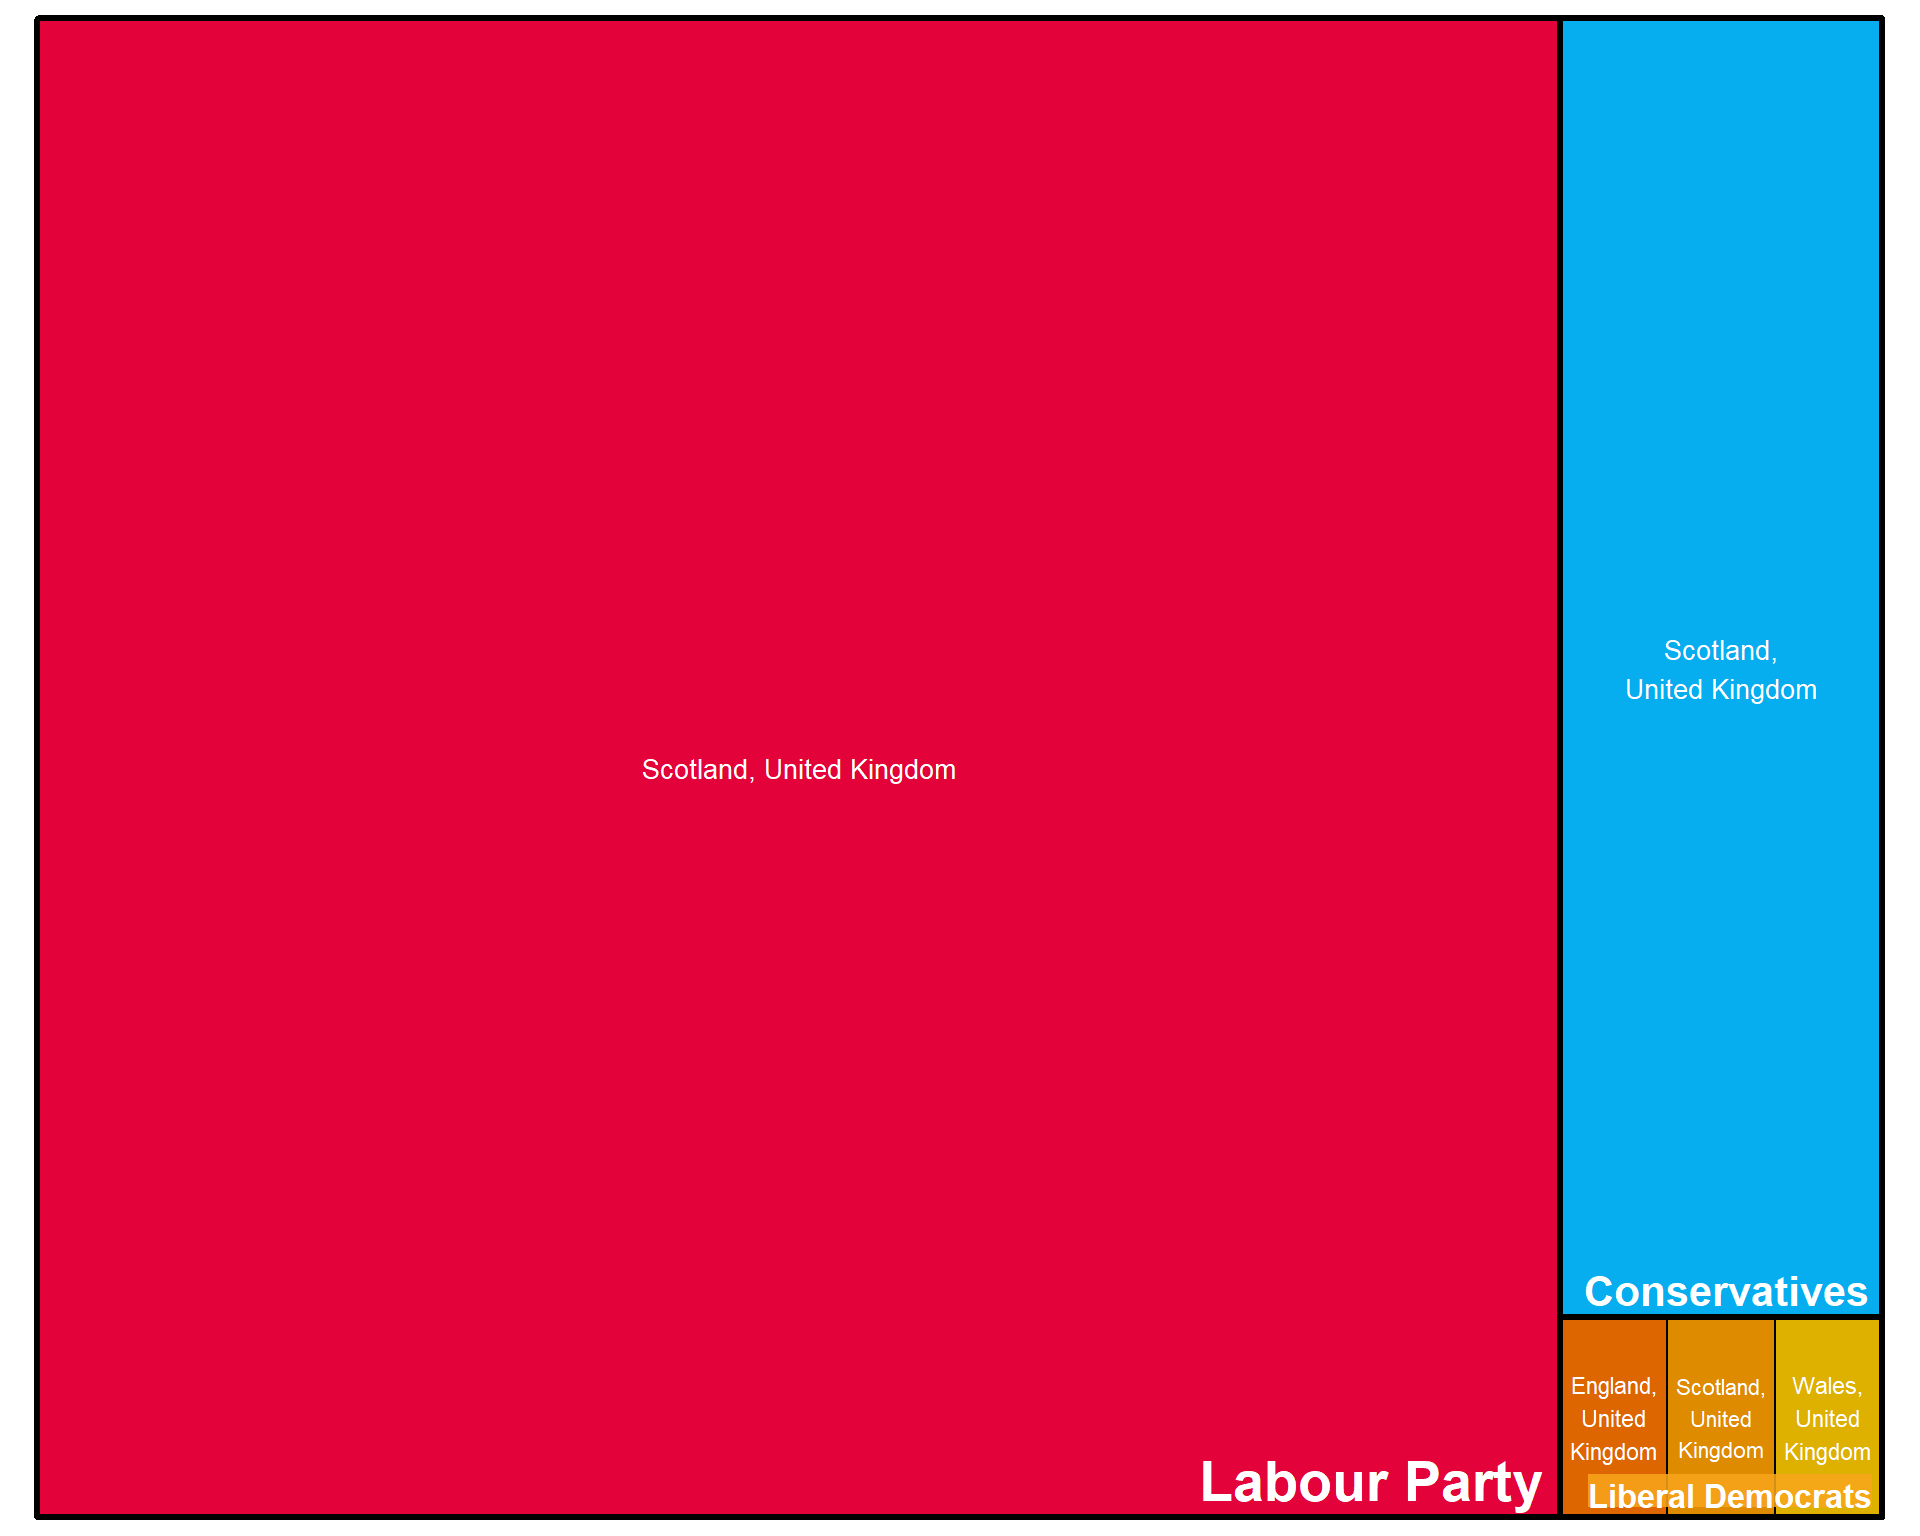 Scotland, United Kingdom
Labour Party
Scotland,
United Kingdom
Conservatives
England,
United
Kingdom
Scotland,
United
Kingdom
Wales,
United
Kingdom
Liberal Democrats